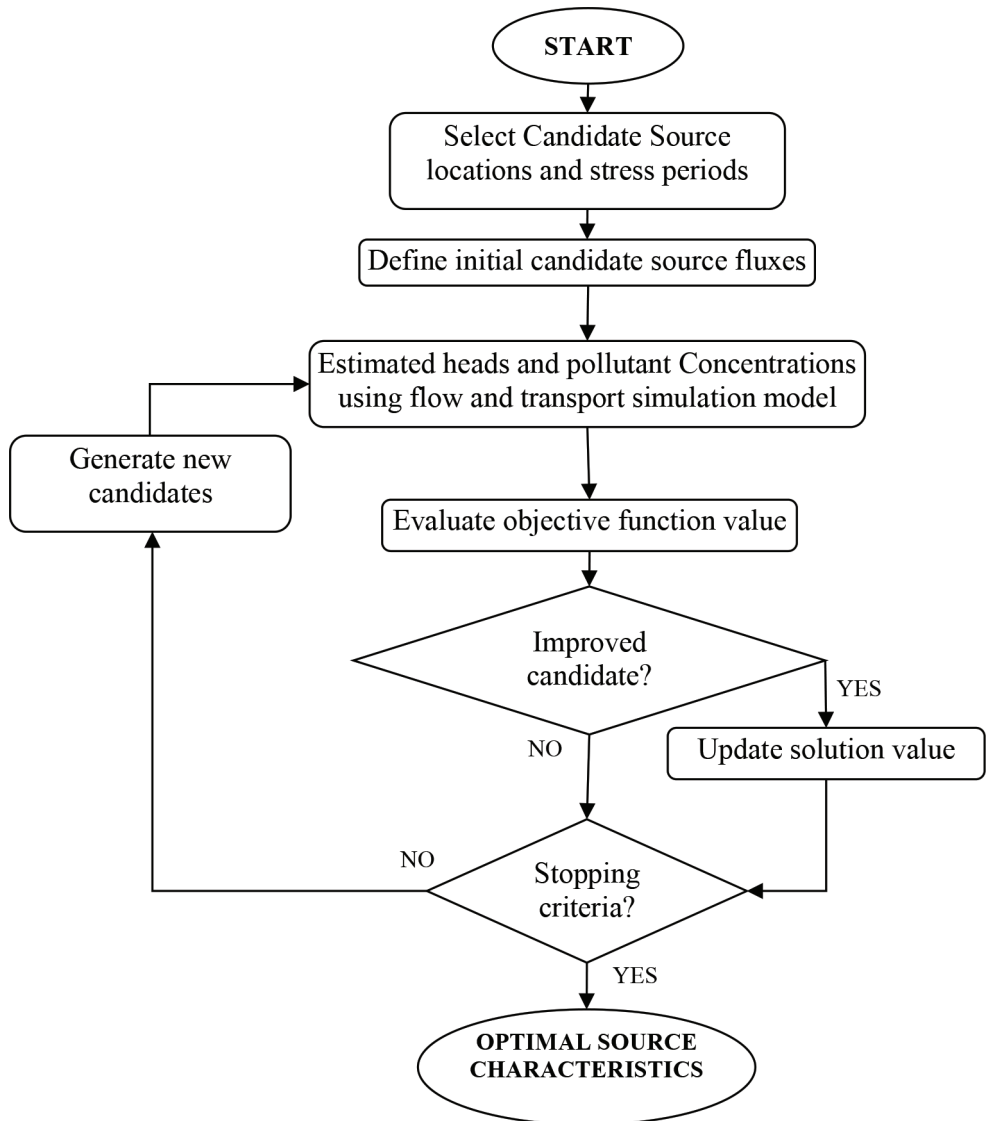 START
Select Candidate Source
locations and stress periods
Define initial candidate source fluxes
Estimated heads and pollutant Concentrations
using flow and transport simulation model
Generate new
candidates
Evaluate objective function value
Improved
candidate?
YES
NO
Update solution value
NO
Stopping
criteria?
YES
OPTIMAL SOURCE
CHARACTERISTICS